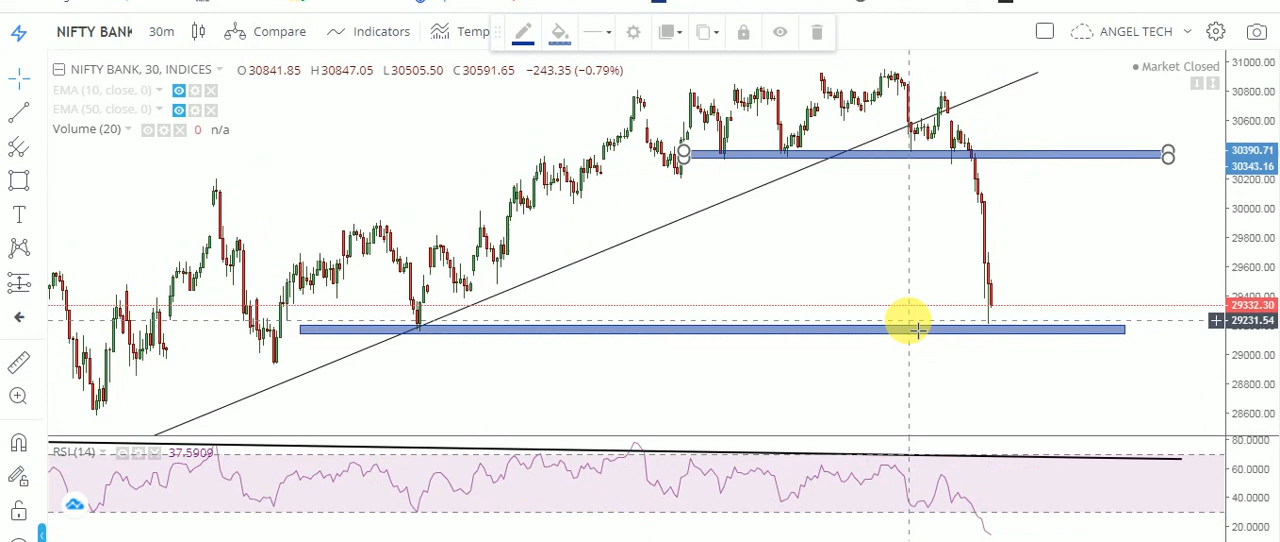 NIFTY BANK 30m Compare Indicators Temp ANGEL TECH
NIFTY BANK, 30, INDICES O30841.85 H30847.05 L30505.50 C30591.65 −243.35 (−0.79%)
Market Closed
EMA (10, close, 0)
EMA (50, close, 0)
Volume (20) 0 n/a
31000.00
30800.00
30600.00
30390.71
30343.16
30200.00
30000.00
29800.00
29600.00
29400.00
29332.30
29231.54
29000.00
28800.00
28600.00
RSI (14) 37.5909
80.0000
60.0000
40.0000
20.0000